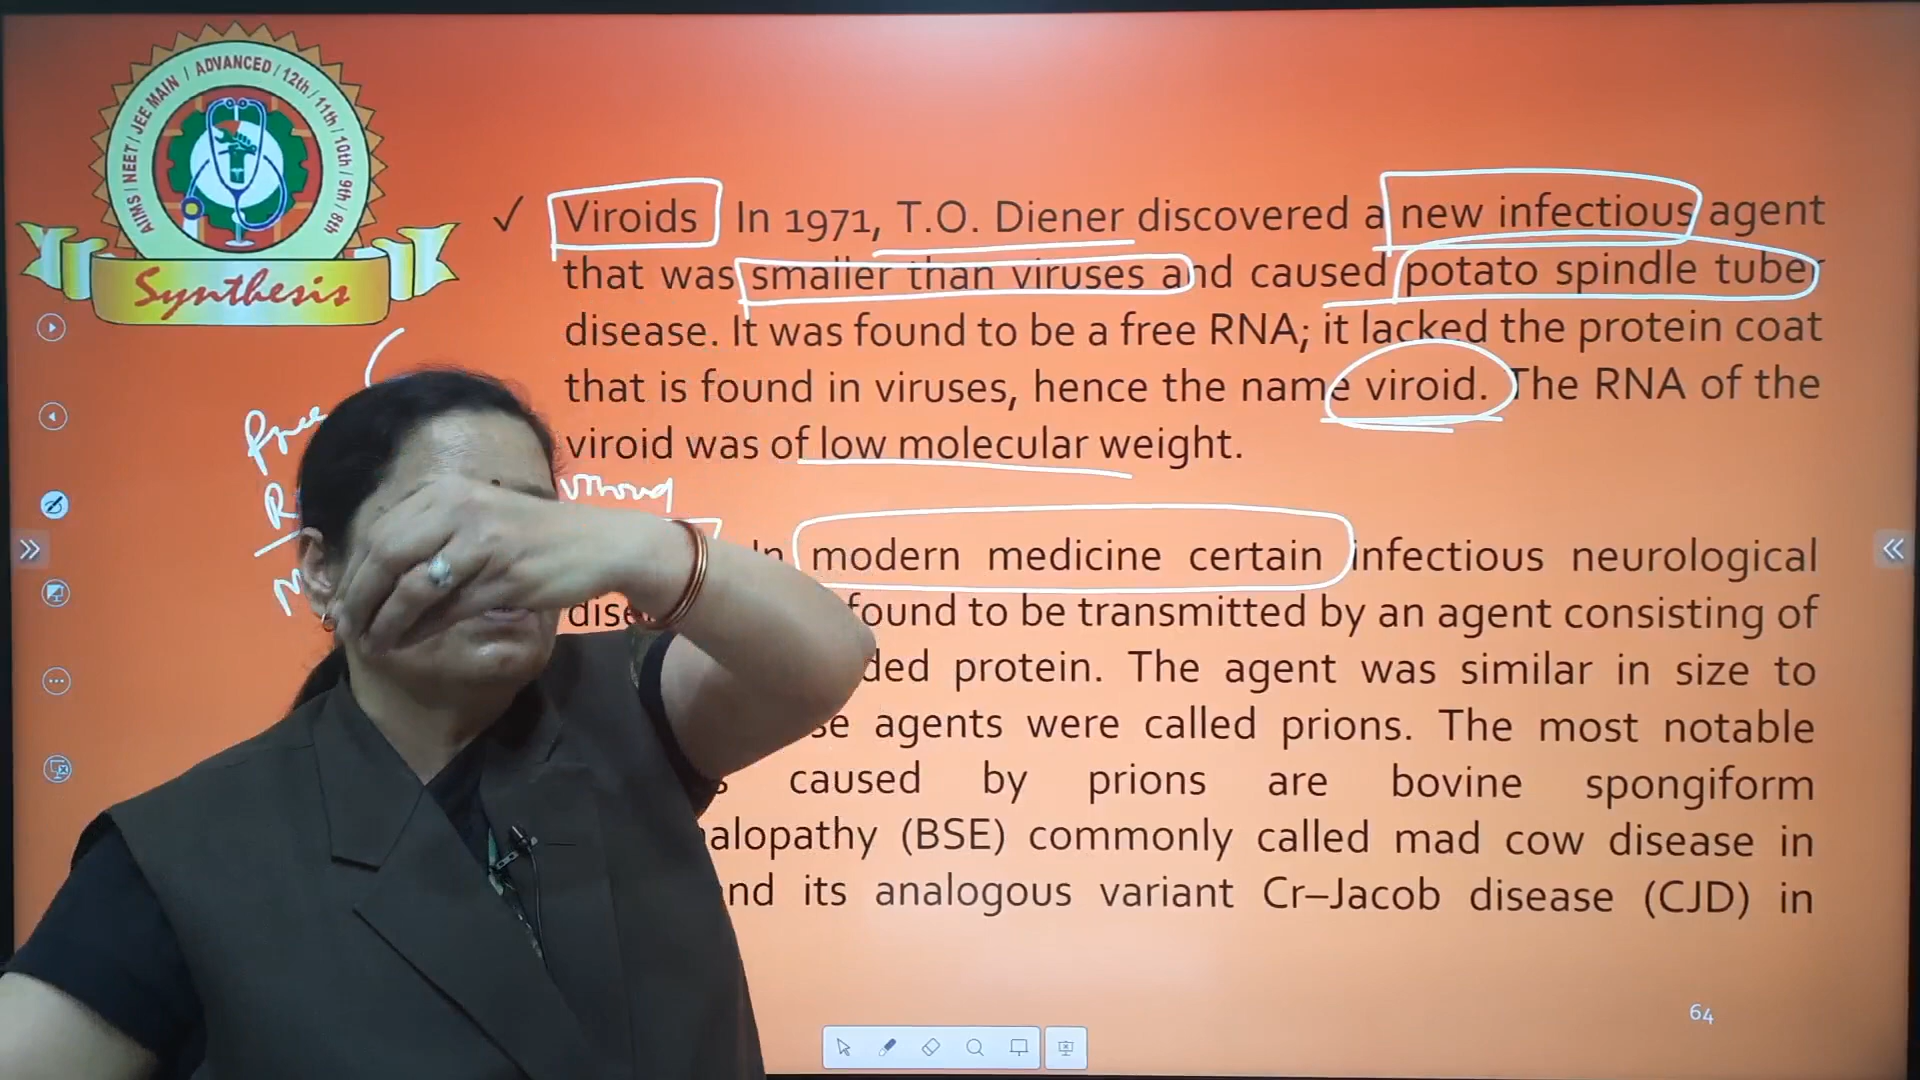 AIIMS / NEET / JEE MAIN / ADVANCED / 12th / 11th / 10th / 9th / 8th
Synthesis
✓ Viroids In 1971, T.O. Diener discovered a new infectious agent
that was smaller than viruses and caused potato spindle tuber
disease. It was found to be a free RNA; it lacked the protein coat
that is found in viruses, hence the name viroid. The RNA of the
viroid was of low molecular weight.
In modern medicine certain infectious neurological
found to be transmitted by an agent consisting of
protein. The agent was similar in size to
agents were called prions. The most notable
caused by prions are bovine spongiform
(BSE) commonly called mad cow disease in
its analogous variant Cr–Jacob disease (CJD) in
64